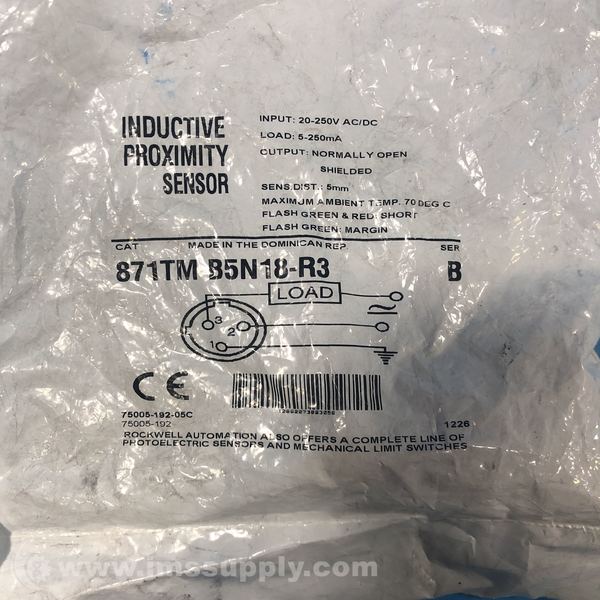 INDUCTIVE
PROXIMITY
SENSOR
INPUT: 20-250V AC/DC
LOAD: 5-250mA
OUTPUT: NORMALLY OPEN
SHIELDED
SENS.DIST.: 5mm
MAXIMUM AMBIENT TEMP. 70 DEG C
FLASH GREEN & RED: SHORT
FLASH GREEN: MARGIN
CAT MADE IN THE DOMINICAN REP. SER
871TM B5N18-R3 B
LOAD
3
2
1
CE
75005-192-05C
75005-192 1226
ROCKWELL AUTOMATION ALSO OFFERS A COMPLETE LINE OF
PHOTOELECTRIC SENSORS AND MECHANICAL LIMIT SWITCHES
www.imssupply.com